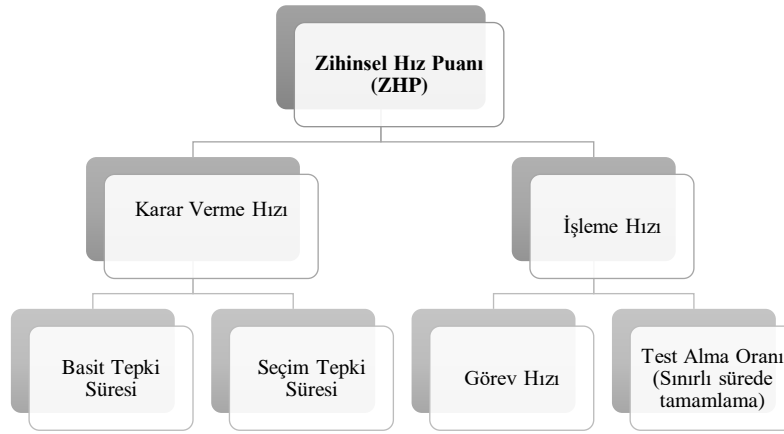 Zihinsel Hız Puanı
(ZHP)
Karar Verme Hızı
İşleme Hızı
Basit Tepki
Süresi
Seçim Tepki
Süresi
Görev Hızı
Test Alma Oranı
(Sınırlı sürede
tamamlama)